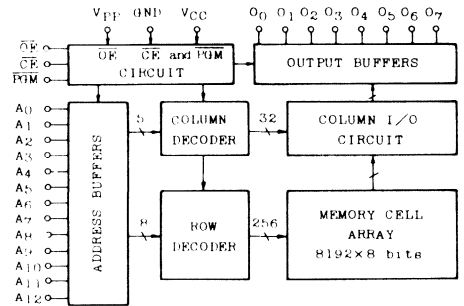 VPP GND VCC O0 O1 O2 O3 O4 O5 O6 O7
OE
CE
PGM
OE CE and PGM
CIRCUIT
OUTPUT BUFFERS
A0
A1
A2
A3
A4
A5
A6
A7
A8
A9
A10
A11
A12
ADDRESS BUFFERS
5
COLUMN
DECODER
32
COLUMN I/O
CIRCUIT
8
ROW
DECODER
256
MEMORY CELL
ARRAY
8192×8 bits